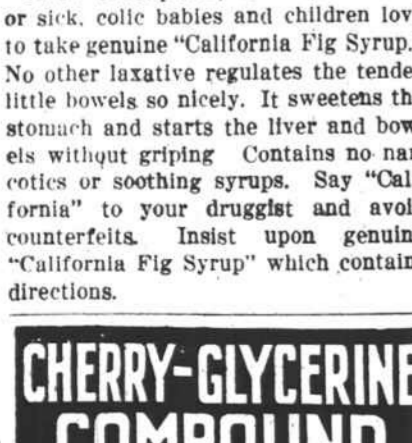 or sick, colic babies and children lov
to take genuine “California Fig Syrup.
No other laxative regulates the tende
little bowels so nicely. It sweetens th
stomach and starts the liver and bow
els without griping Contains no nar
cotics or soothing syrups. Say “Cal
fornia” to your druggist and avoi
counterfeits. Insist upon genuin
“California Fig Syrup” which contain
directions.
CHERRY-GLYCERINE
COMPOUND